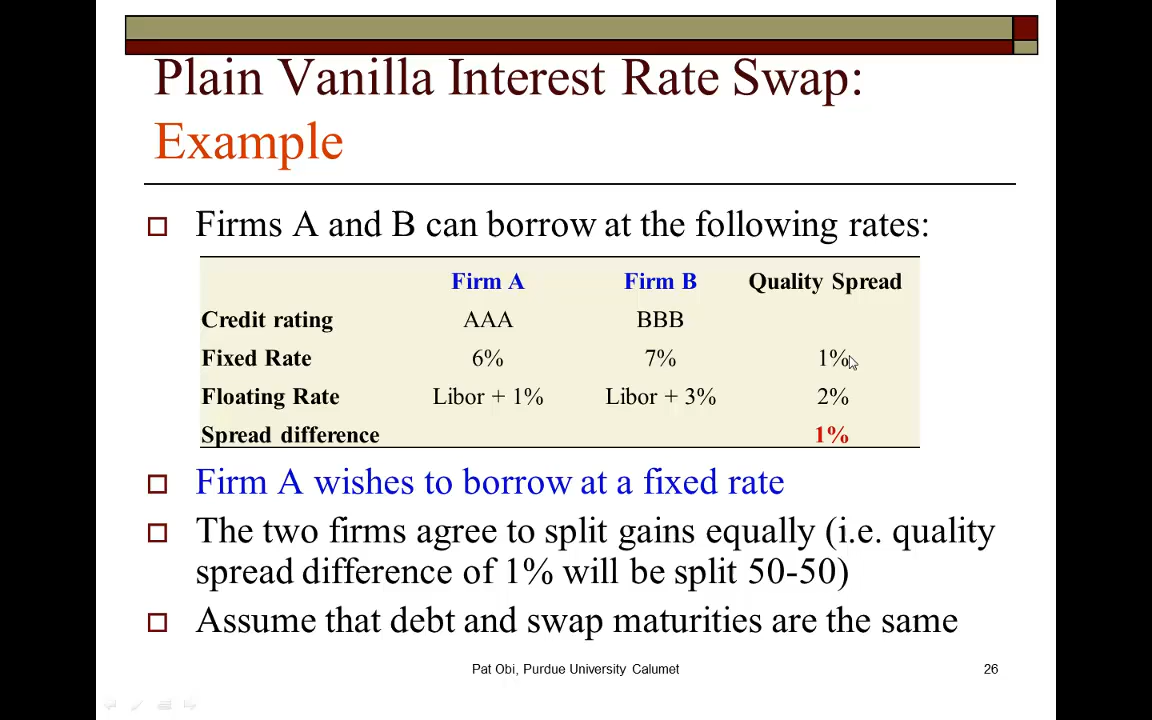 Plain Vanilla Interest Rate Swap:
Example
Firms A and B can borrow at the following rates:
Firm A Firm B Quality Spread
Credit rating AAA BBB
Fixed Rate 6% 7% 1%
Floating Rate Libor + 1% Libor + 3% 2%
Spread difference 1%
Firm A wishes to borrow at a fixed rate
The two firms agree to split gains equally (i.e. quality
spread difference of 1% will be split 50-50)
Assume that debt and swap maturities are the same
Pat Obi, Purdue University Calumet 26